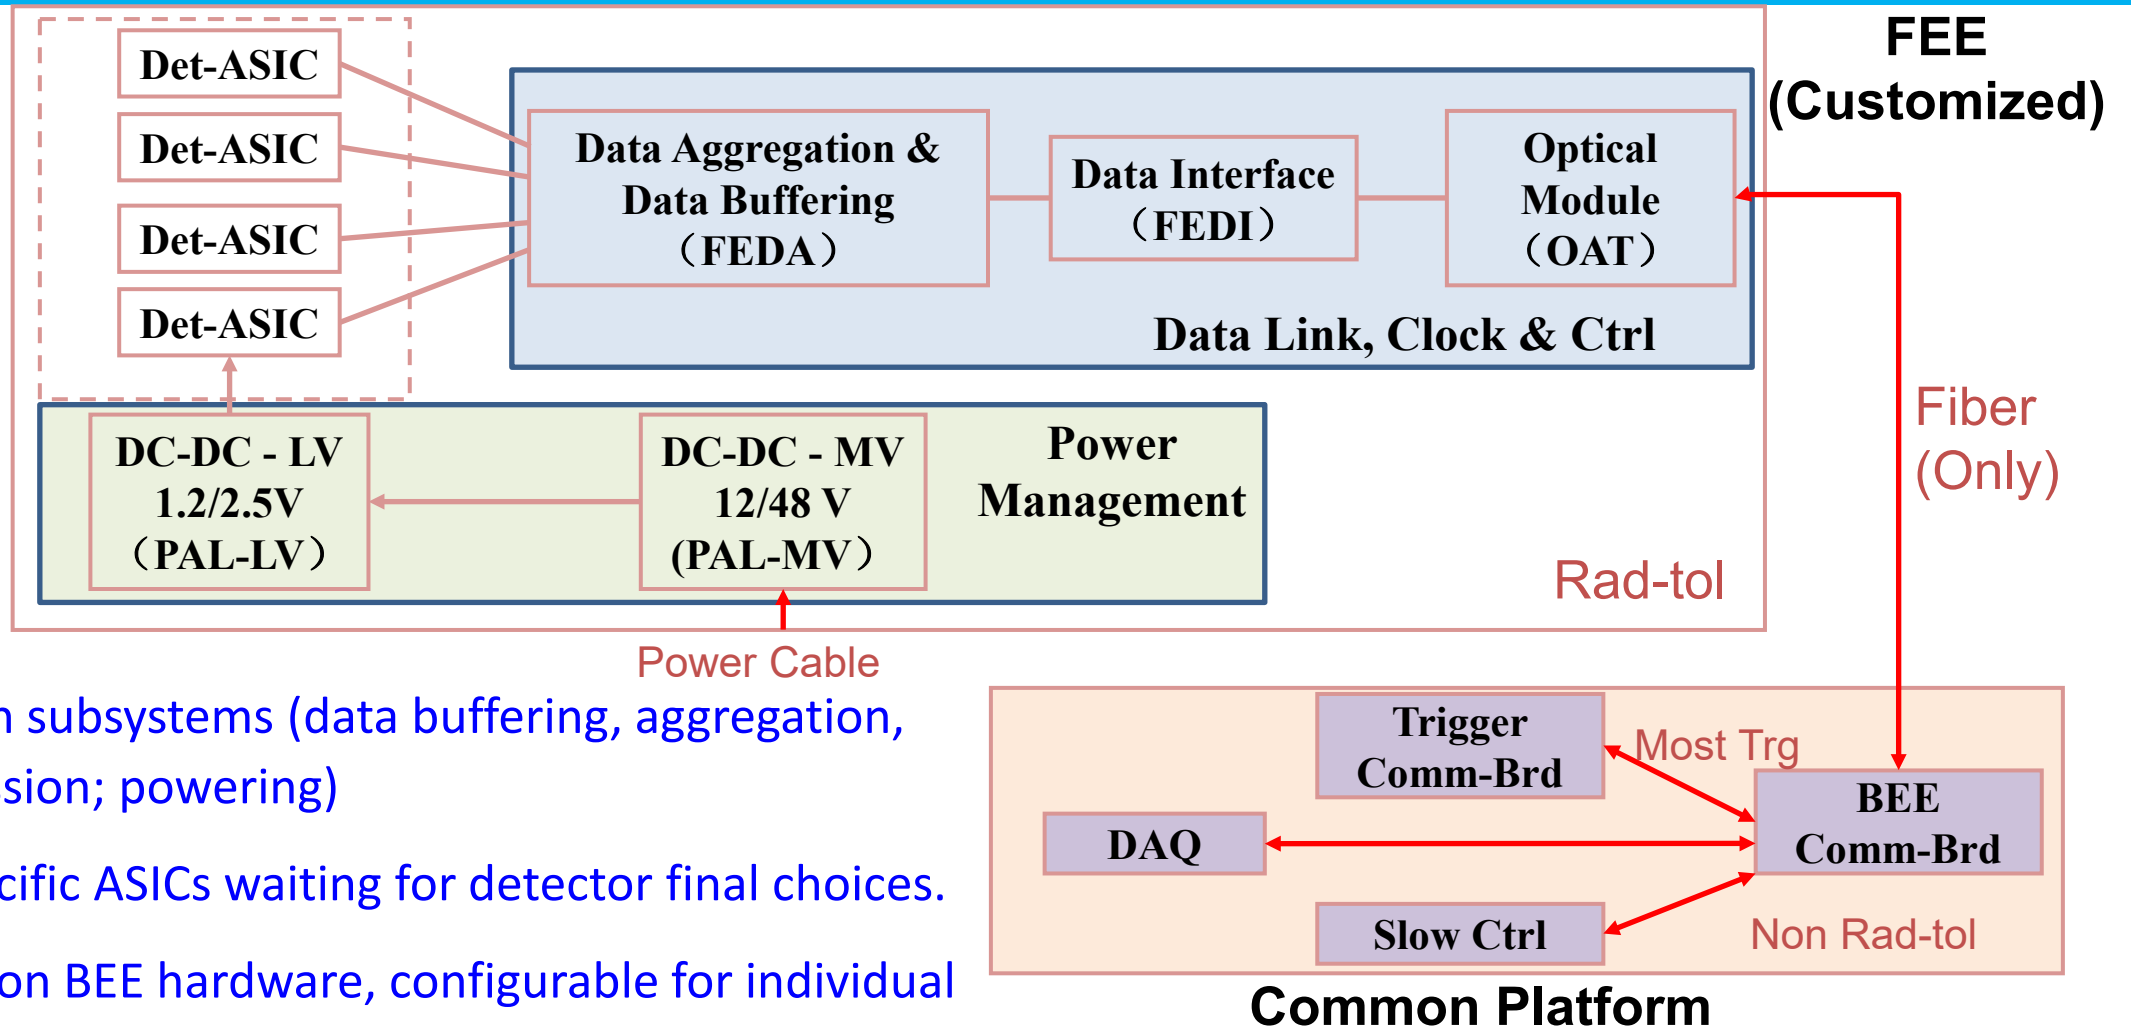 FEE
(Customized)
Det-ASIC
Det-ASIC
Det-ASIC
Det-ASIC
Data Aggregation &
Data Buffering
（FEDA）
Data Interface
（FEDI）
Optical
Module
（OAT）
Data Link, Clock & Ctrl
DC-DC - LV
1.2/2.5V
（PAL-LV）
DC-DC - MV
12/48 V
(PAL-MV）
Power
Management
Rad-tol
Fiber
(Only)
Power Cable
n subsystems (data buffering, aggregation,
sion; powering)
cific ASICs waiting for detector final choices.
on BEE hardware, configurable for individual
Trigger
Comm-Brd
Most Trg
BEE
Comm-Brd
DAQ
Slow Ctrl
Non Rad-tol
Common Platform